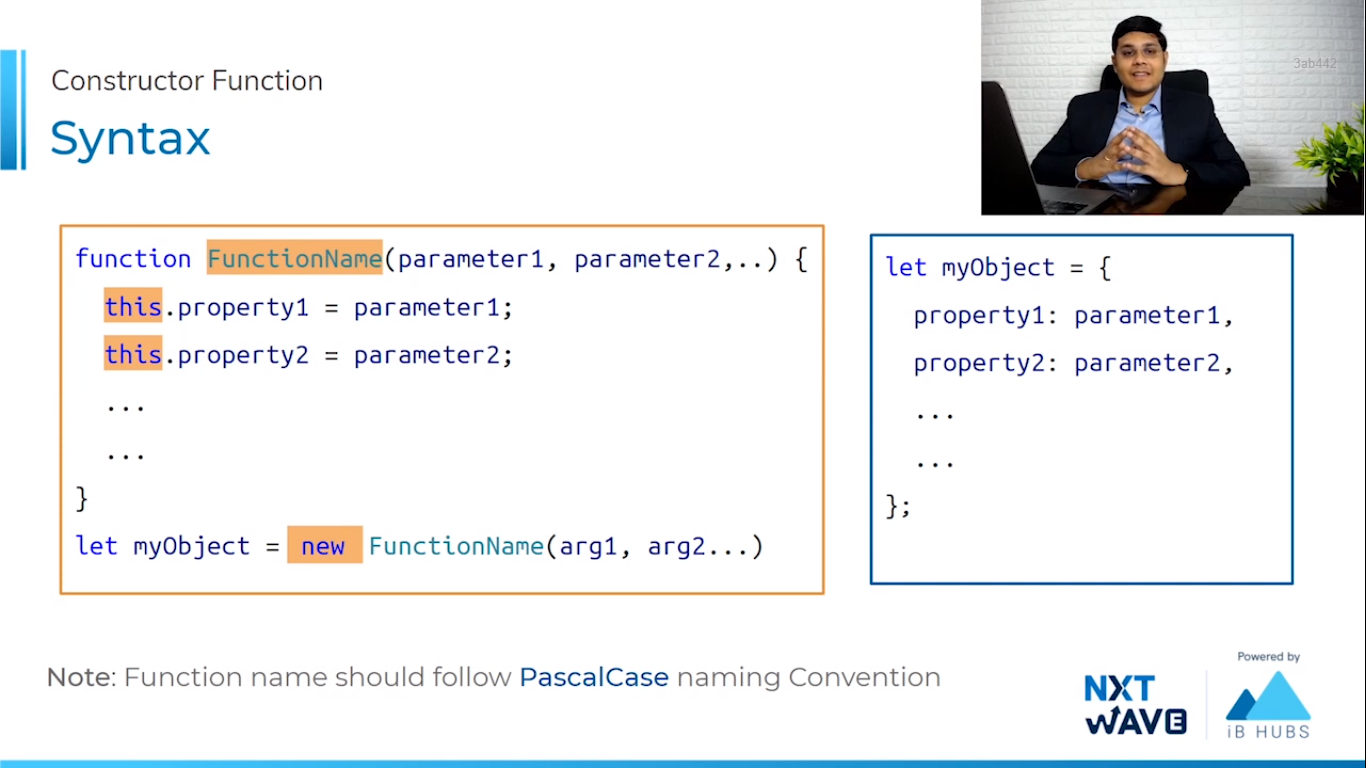 3ab442
Constructor Function
Syntax
function FunctionName(parameter1, parameter2,..) {
this.property1 = parameter1;
this.property2 = parameter2;
...
...
}
let myObject = new FunctionName(arg1, arg2...)
let myObject = {
property1: parameter1,
property2: parameter2,
...
...
};
Note: Function name should follow PascalCase naming Convention
NXT
WAVE
Powered by
iB HUBS